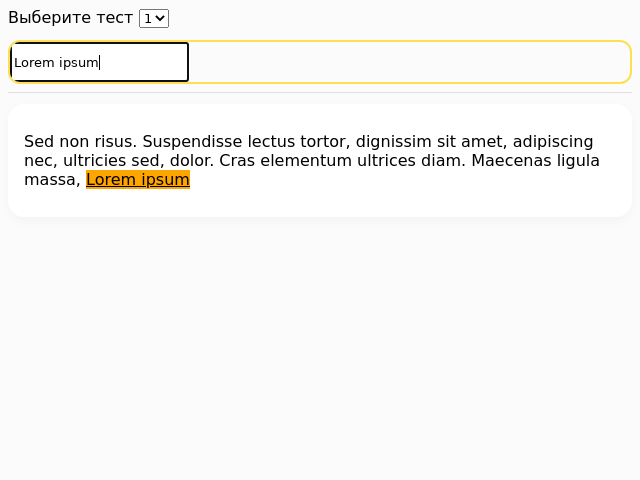 Выберите тест 1
Lorem ipsum
Sed non risus. Suspendisse lectus tortor, dignissim sit amet, adipiscing
nec, ultricies sed, dolor. Cras elementum ultrices diam. Maecenas ligula
massa, Lorem ipsum